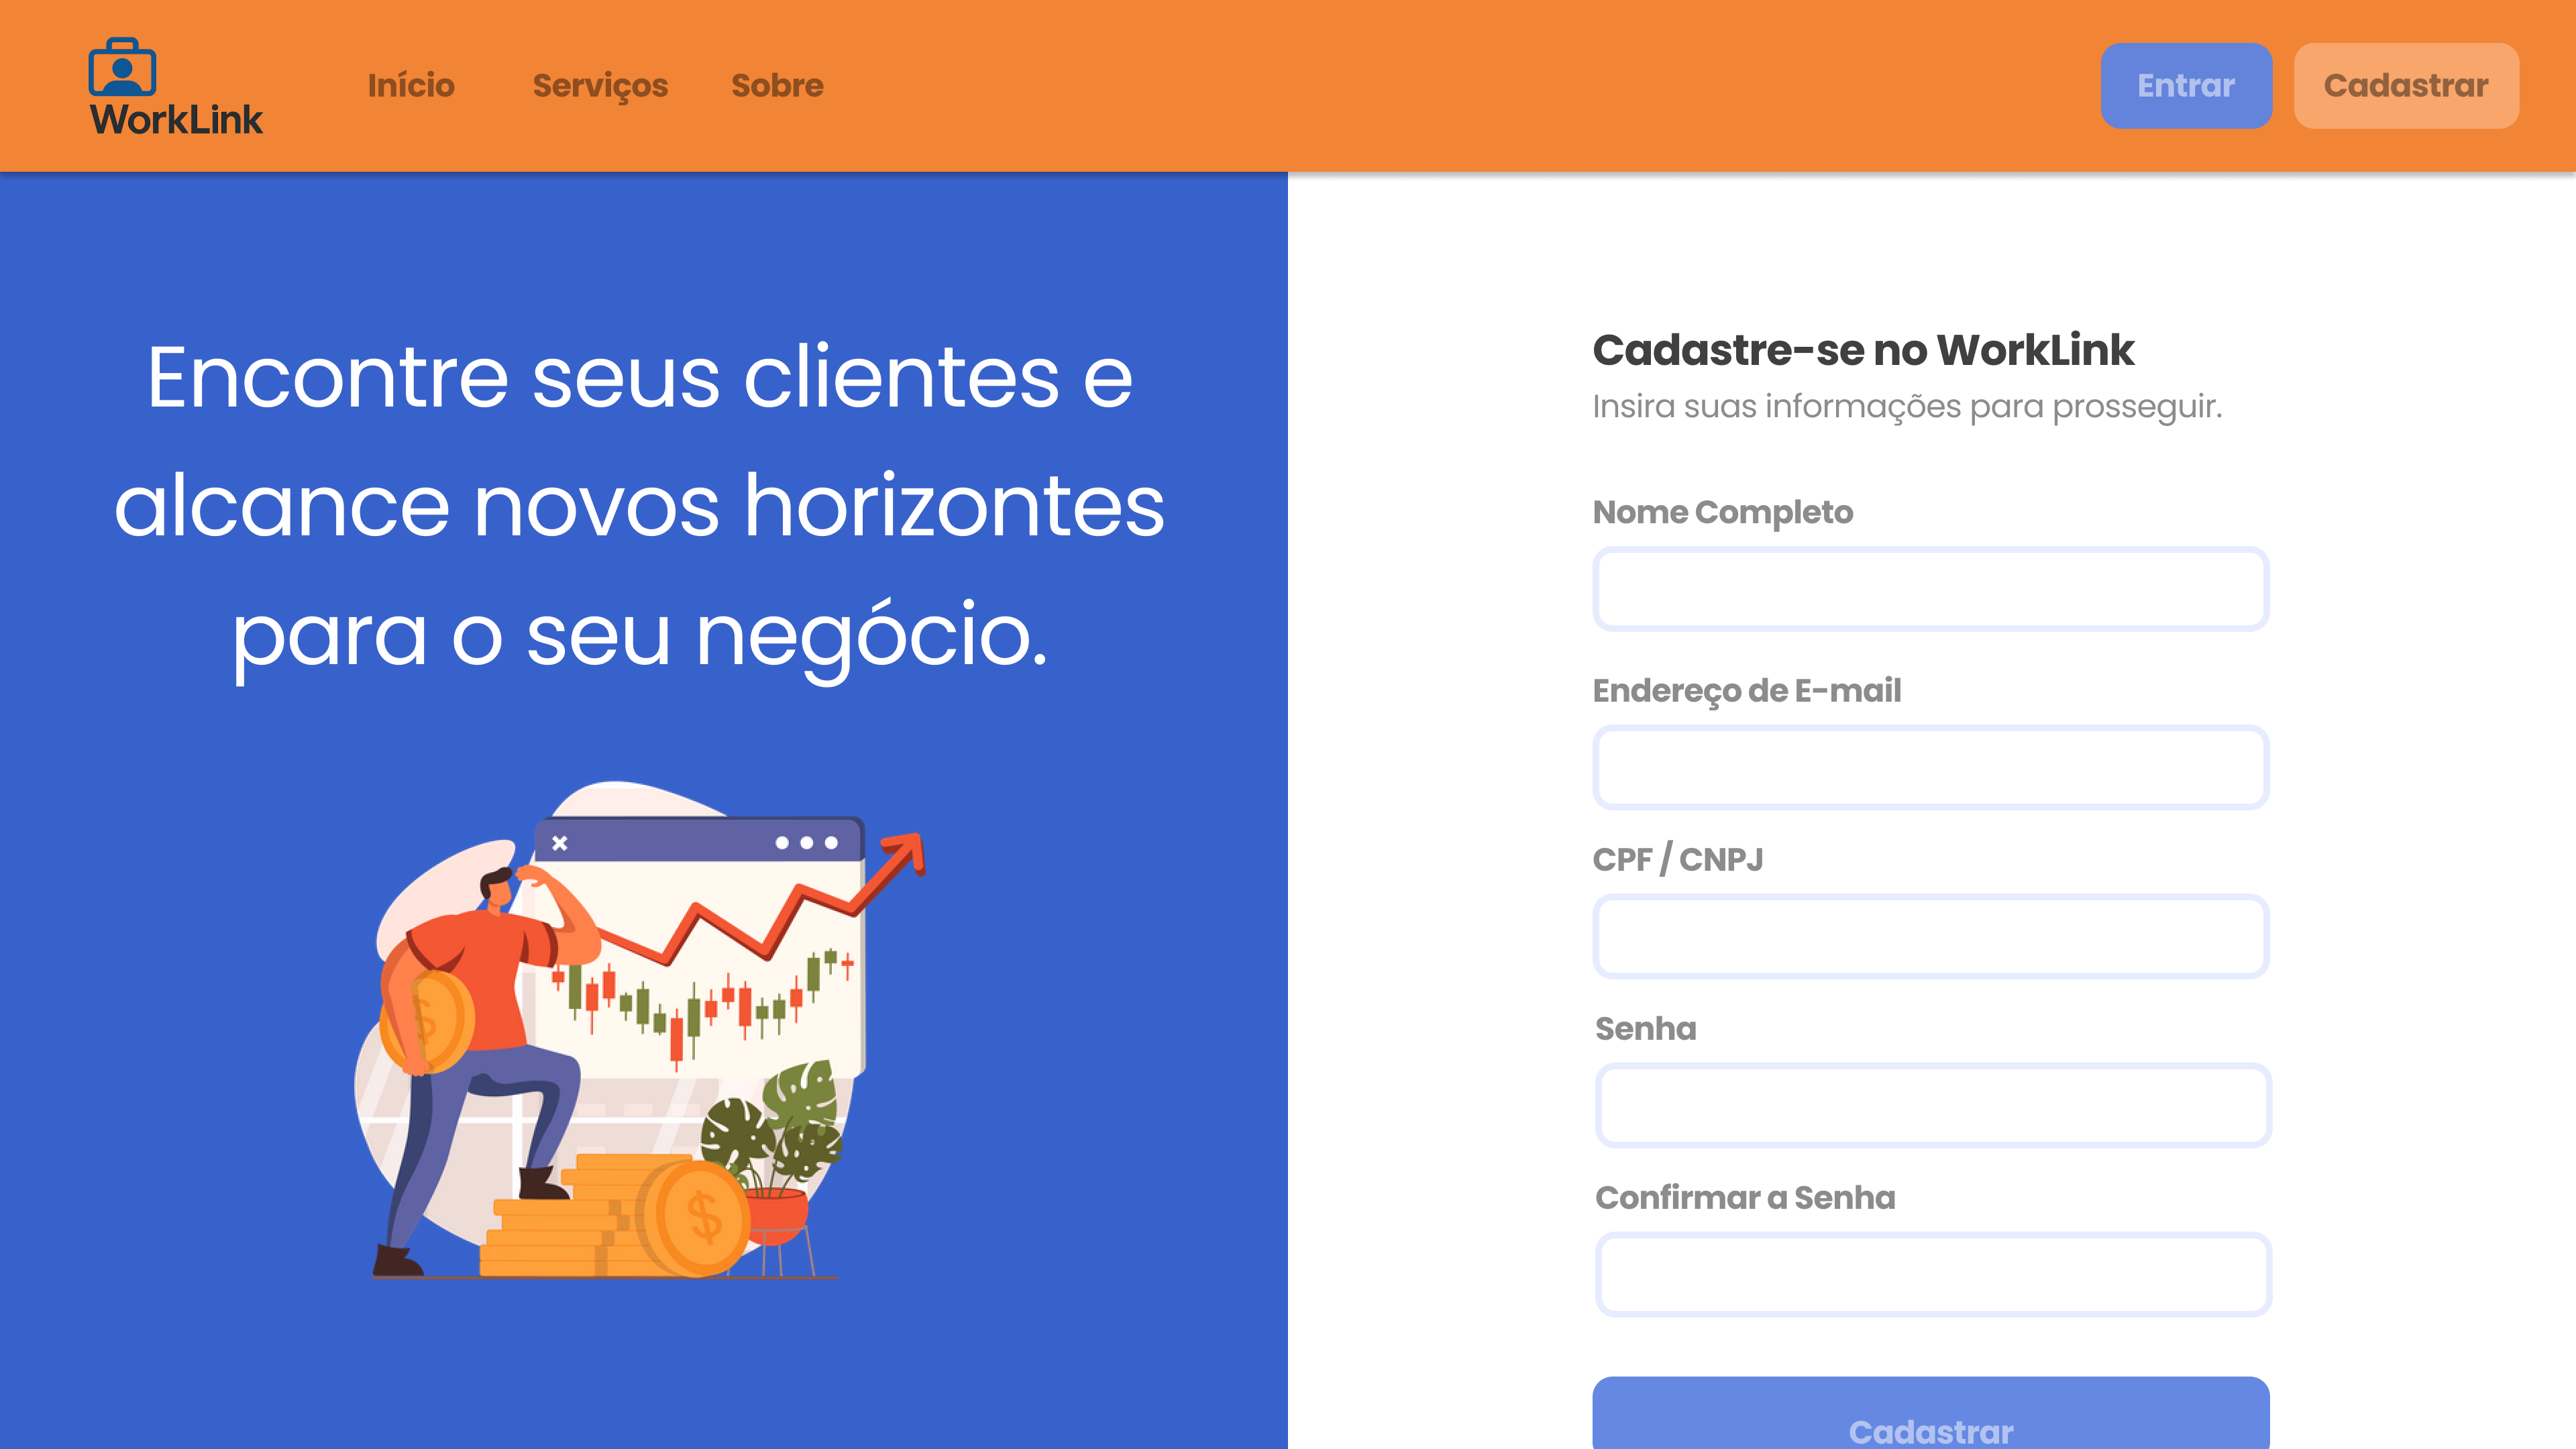 WorkLink
Início
Serviços
Sobre
Entrar
Cadastrar
Encontre seus clientes e
alcance novos horizontes
para o seu negócio.
$
$
Cadastre-se no WorkLink
Insira suas informações para prosseguir.
Nome Completo
Endereço de E-mail
CPF / CNPJ
Senha
Confirmar a Senha
Cadastrar